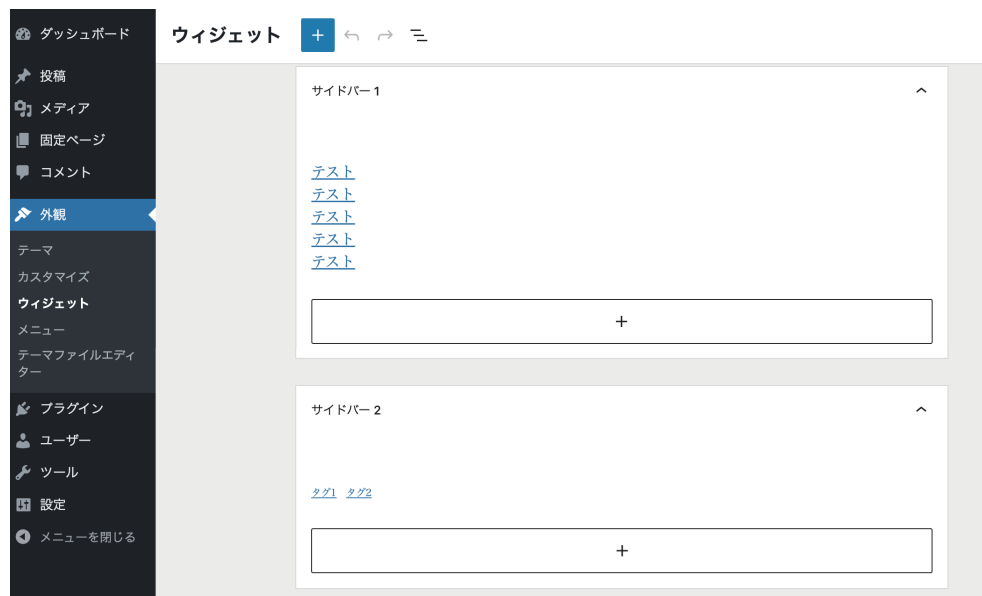 ダッシュボード
投稿
メディア
固定ページ
コメント
外観
テーマ
カスタマイズ
ウィジェット
メニュー
テーマファイルエディ
ター
プラグイン
ユーザー
ツール
設定
メニューを閉じる
ウィジェット
サイドバー 1
テスト
テスト
テスト
テスト
テスト
サイドバー 2
タグ1 タグ2